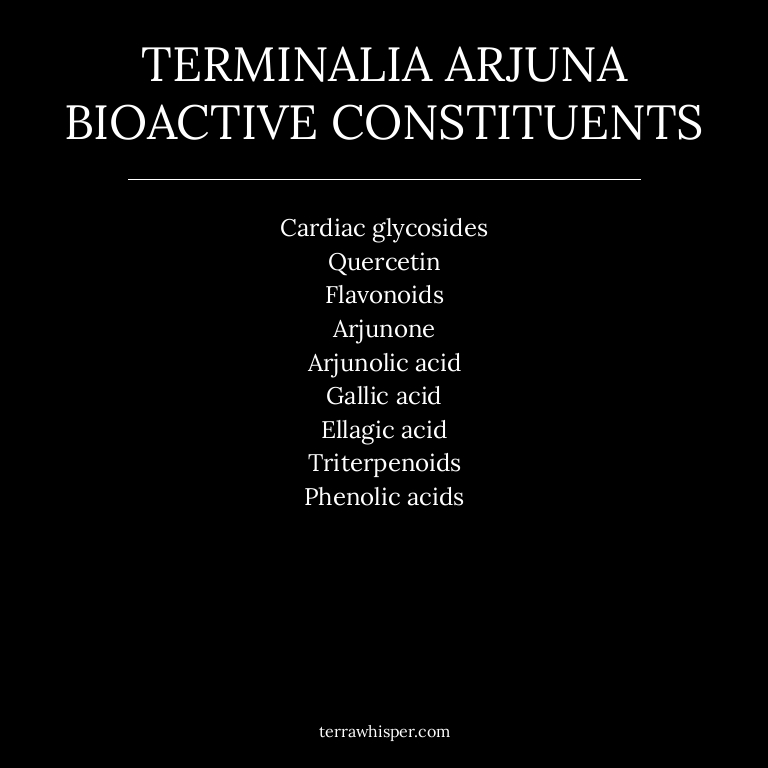 TERMINALIA ARJUNA
BIOACTIVE CONSTITUENTS
Cardiac glycosides
Quercetin
Flavonoids
Arjunone
Arjunolic acid
Gallic acid
Ellagic acid
Triterpenoids
Phenolic acids
terrawhisper.com